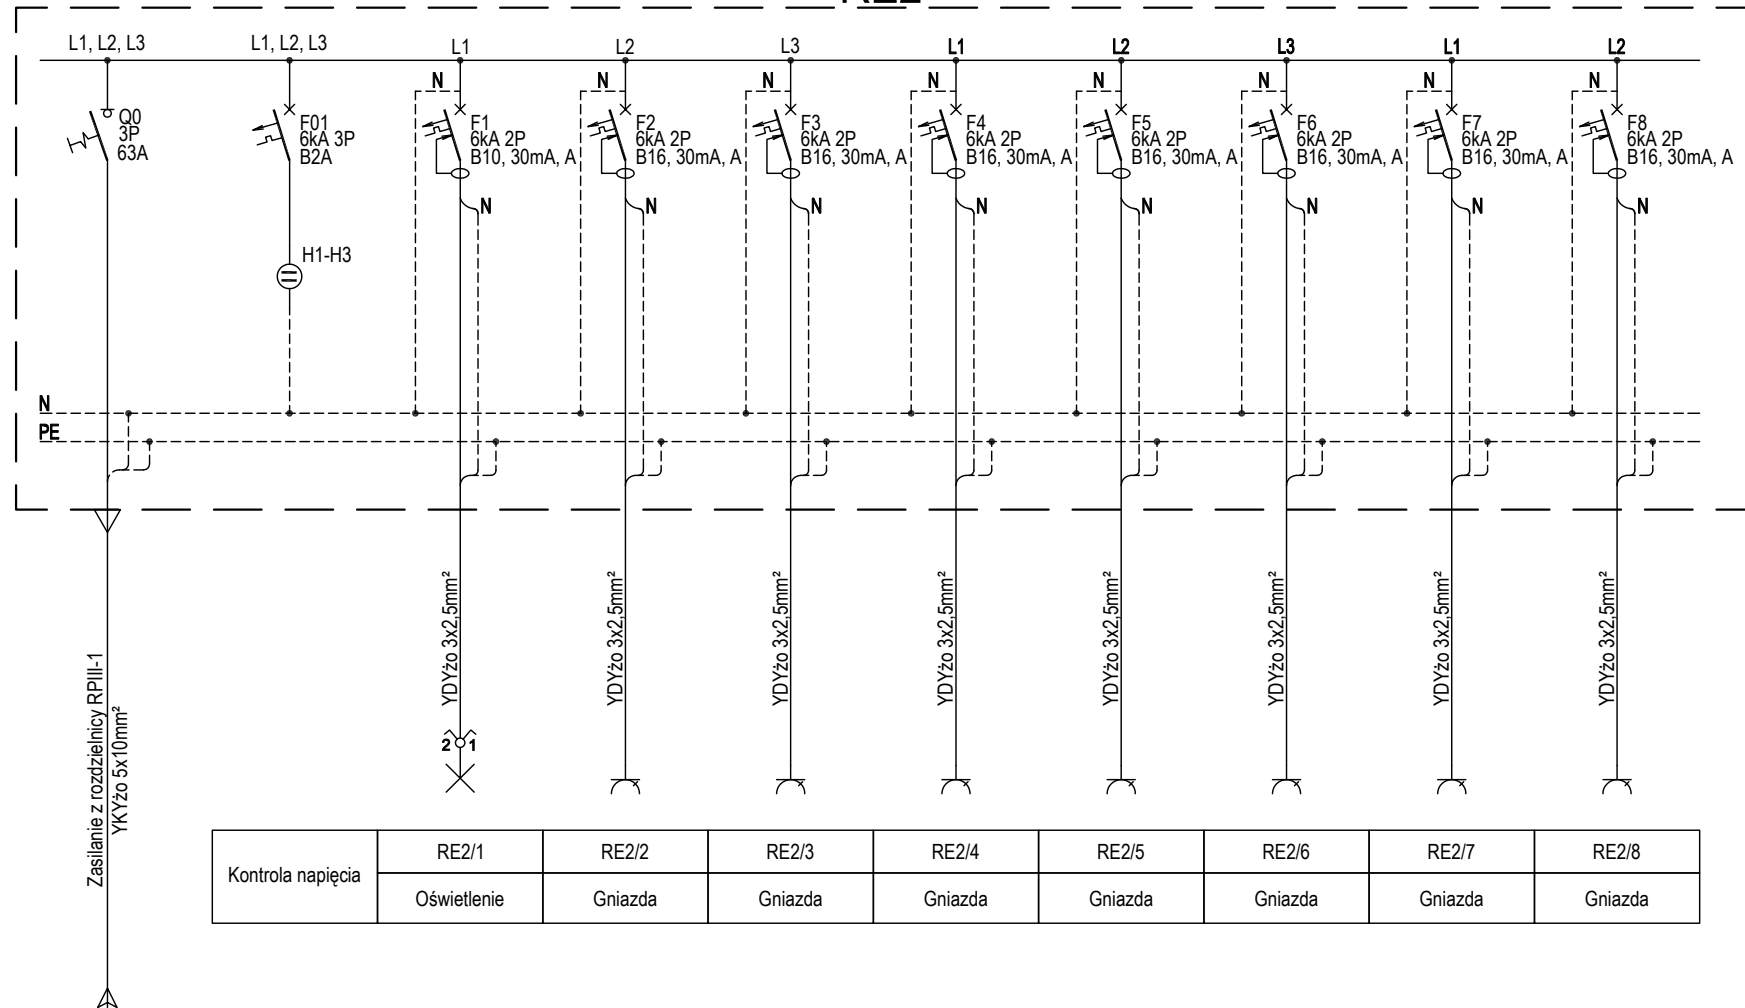 L1, L2, L3
L1, L2, L3
L1
L2
L3
L1
L2
L3
L1
L2
N
N
N
N
N
N
N
N
Q0
3P
63A
F01
6kA 3P
B2A
F1
6kA 2P
B10, 30mA, A
F2
6kA 2P
B16, 30mA, A
F3
6kA 2P
B16, 30mA, A
F4
6kA 2P
B16, 30mA, A
F5
6kA 2P
B16, 30mA, A
F6
6kA 2P
B16, 30mA, A
F7
6kA 2P
B16, 30mA, A
F8
6kA 2P
B16, 30mA, A
N
N
N
N
N
N
N
N
H1-H3
N
PE
Zasilanie z rozdzielnicy RPIII-1
YKYżo 5x10mm²
YDYżo 3x2,5mm²
YDYżo 3x2,5mm²
YDYżo 3x2,5mm²
YDYżo 3x2,5mm²
YDYżo 3x2,5mm²
YDYżo 3x2,5mm²
YDYżo 3x2,5mm²
YDYżo 3x2,5mm²
2 1
Kontrola napięcia
RE2/1
RE2/2
RE2/3
RE2/4
RE2/5
RE2/6
RE2/7
RE2/8
Oświetlenie
Gniazda
Gniazda
Gniazda
Gniazda
Gniazda
Gniazda
Gniazda